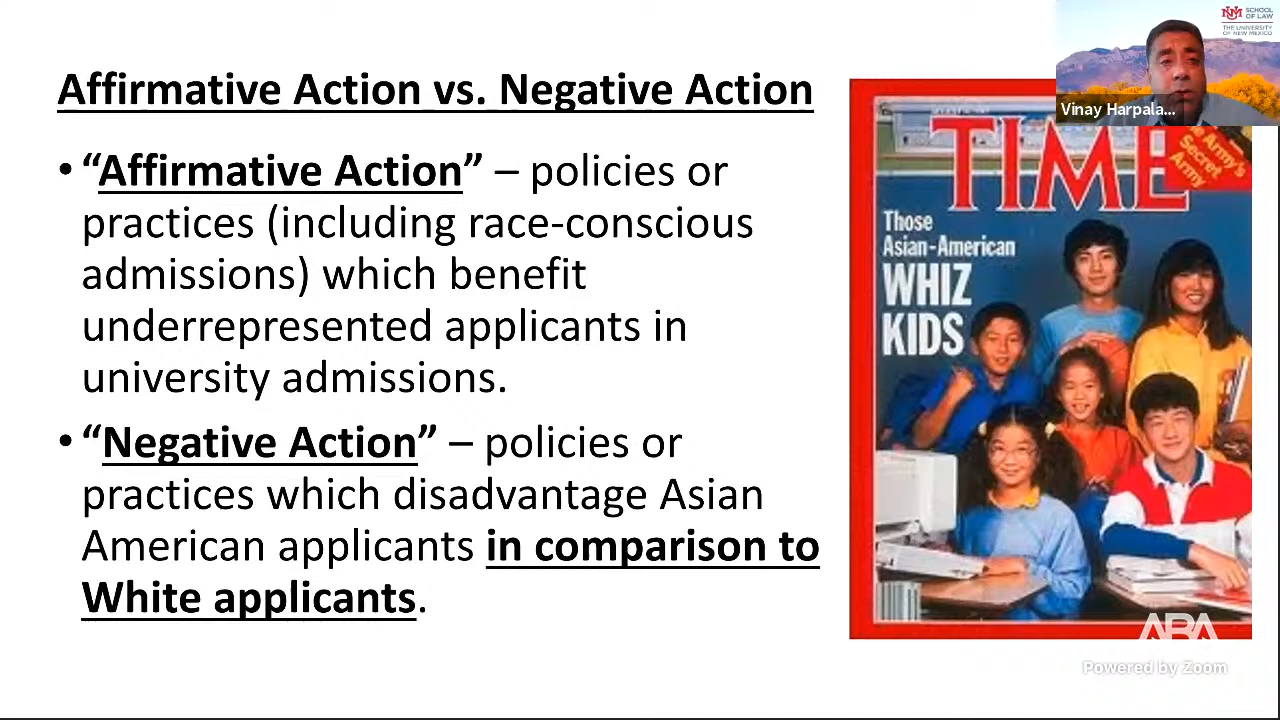 Affirmative Action vs. Negative Action
• “Affirmative Action” – policies or
practices (including race-conscious
admissions) which benefit
underrepresented applicants in
university admissions.
• “Negative Action” – policies or
practices which disadvantage Asian
American applicants in comparison to
White applicants.
UNM SCHOOL
OF LAW
THE UNIVERSITY
OF NEW MEXICO
Vinay Harpala...
TIME
Army's
Secret
Army
Those
Asian-American
WHIZ
KIDS
ABA
Powered by Zoom